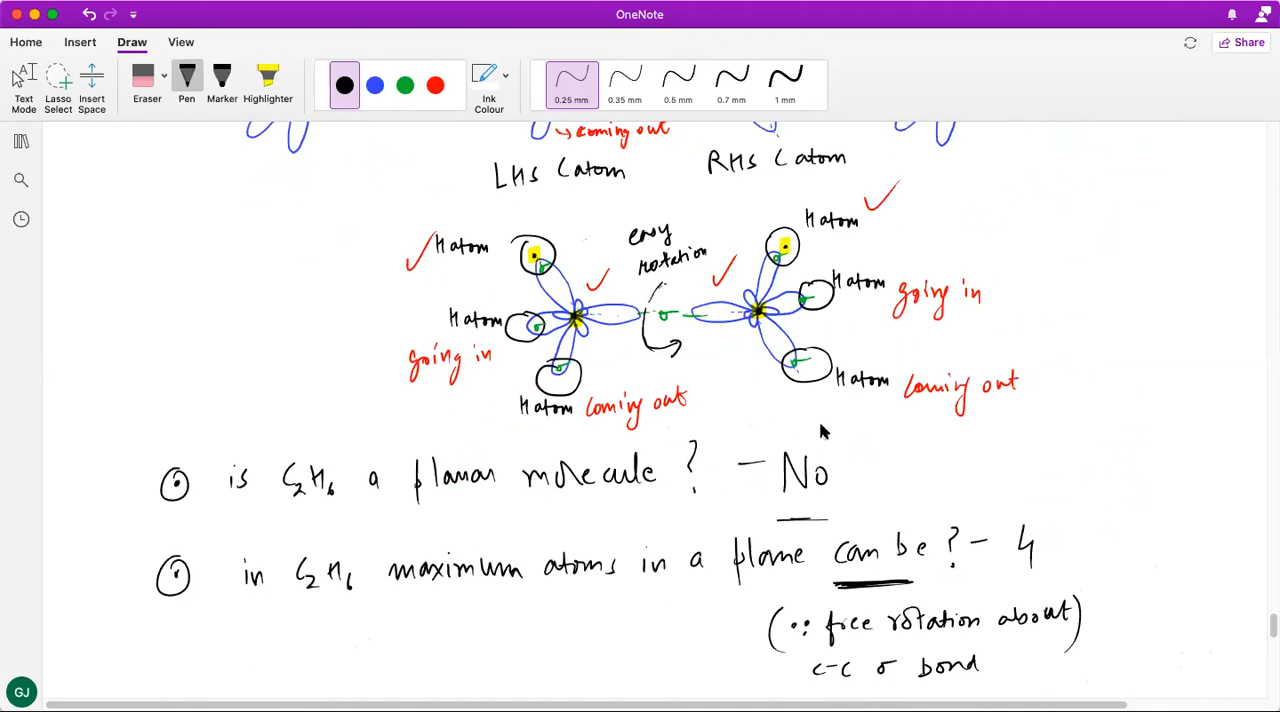 OneNote
Home Insert Draw View
Share
Text Mode
Lasso Select
Insert Space
Eraser
Pen
Marker
Highlighter
Ink Colour
0.25 mm
0.35 mm
0.5 mm
0.7 mm
1 mm
→coming out
LHS C atom
RHS C atom
H atom
easy rotation
H atom
H atom
going in
H atom
going in
σ
σ
σ
σ
σ
σ
σ
H atom coming out
H atom coming out
is C2H6 a planar molecule? – No
in C2H6 maximum atoms in a plane can be? – 4
(∵ free rotation about)
C-C σ bond
GJ